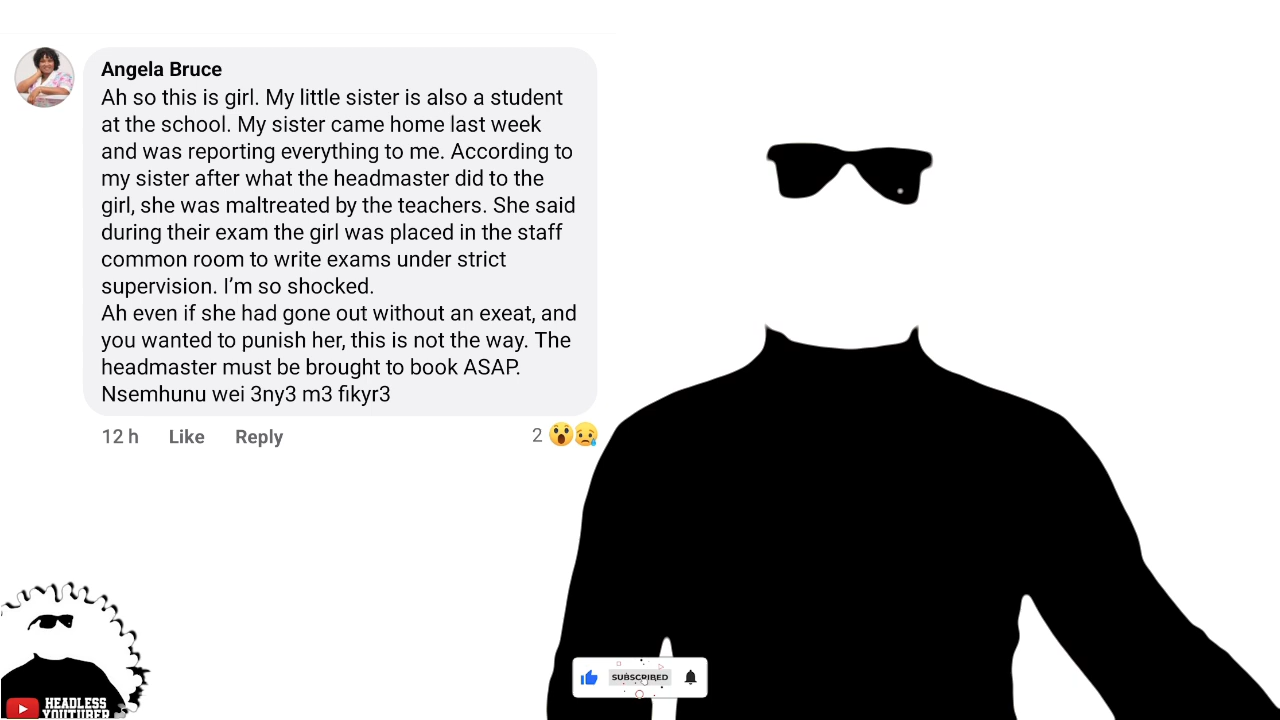 Angela Bruce
Ah so this is girl. My little sister is also a student
at the school. My sister came home last week
and was reporting everything to me. According to
my sister after what the headmaster did to the
girl, she was maltreated by the teachers. She said
during their exam the girl was placed in the staff
common room to write exams under strict
supervision. I’m so shocked.
Ah even if she had gone out without an exeat, and
you wanted to punish her, this is not the way. The
headmaster must be brought to book ASAP.
Nsemhunu wei 3ny3 m3 fikyr3
12 h Like Reply 2
SUBSCRIBED
HEADLESS
YOUTUBER